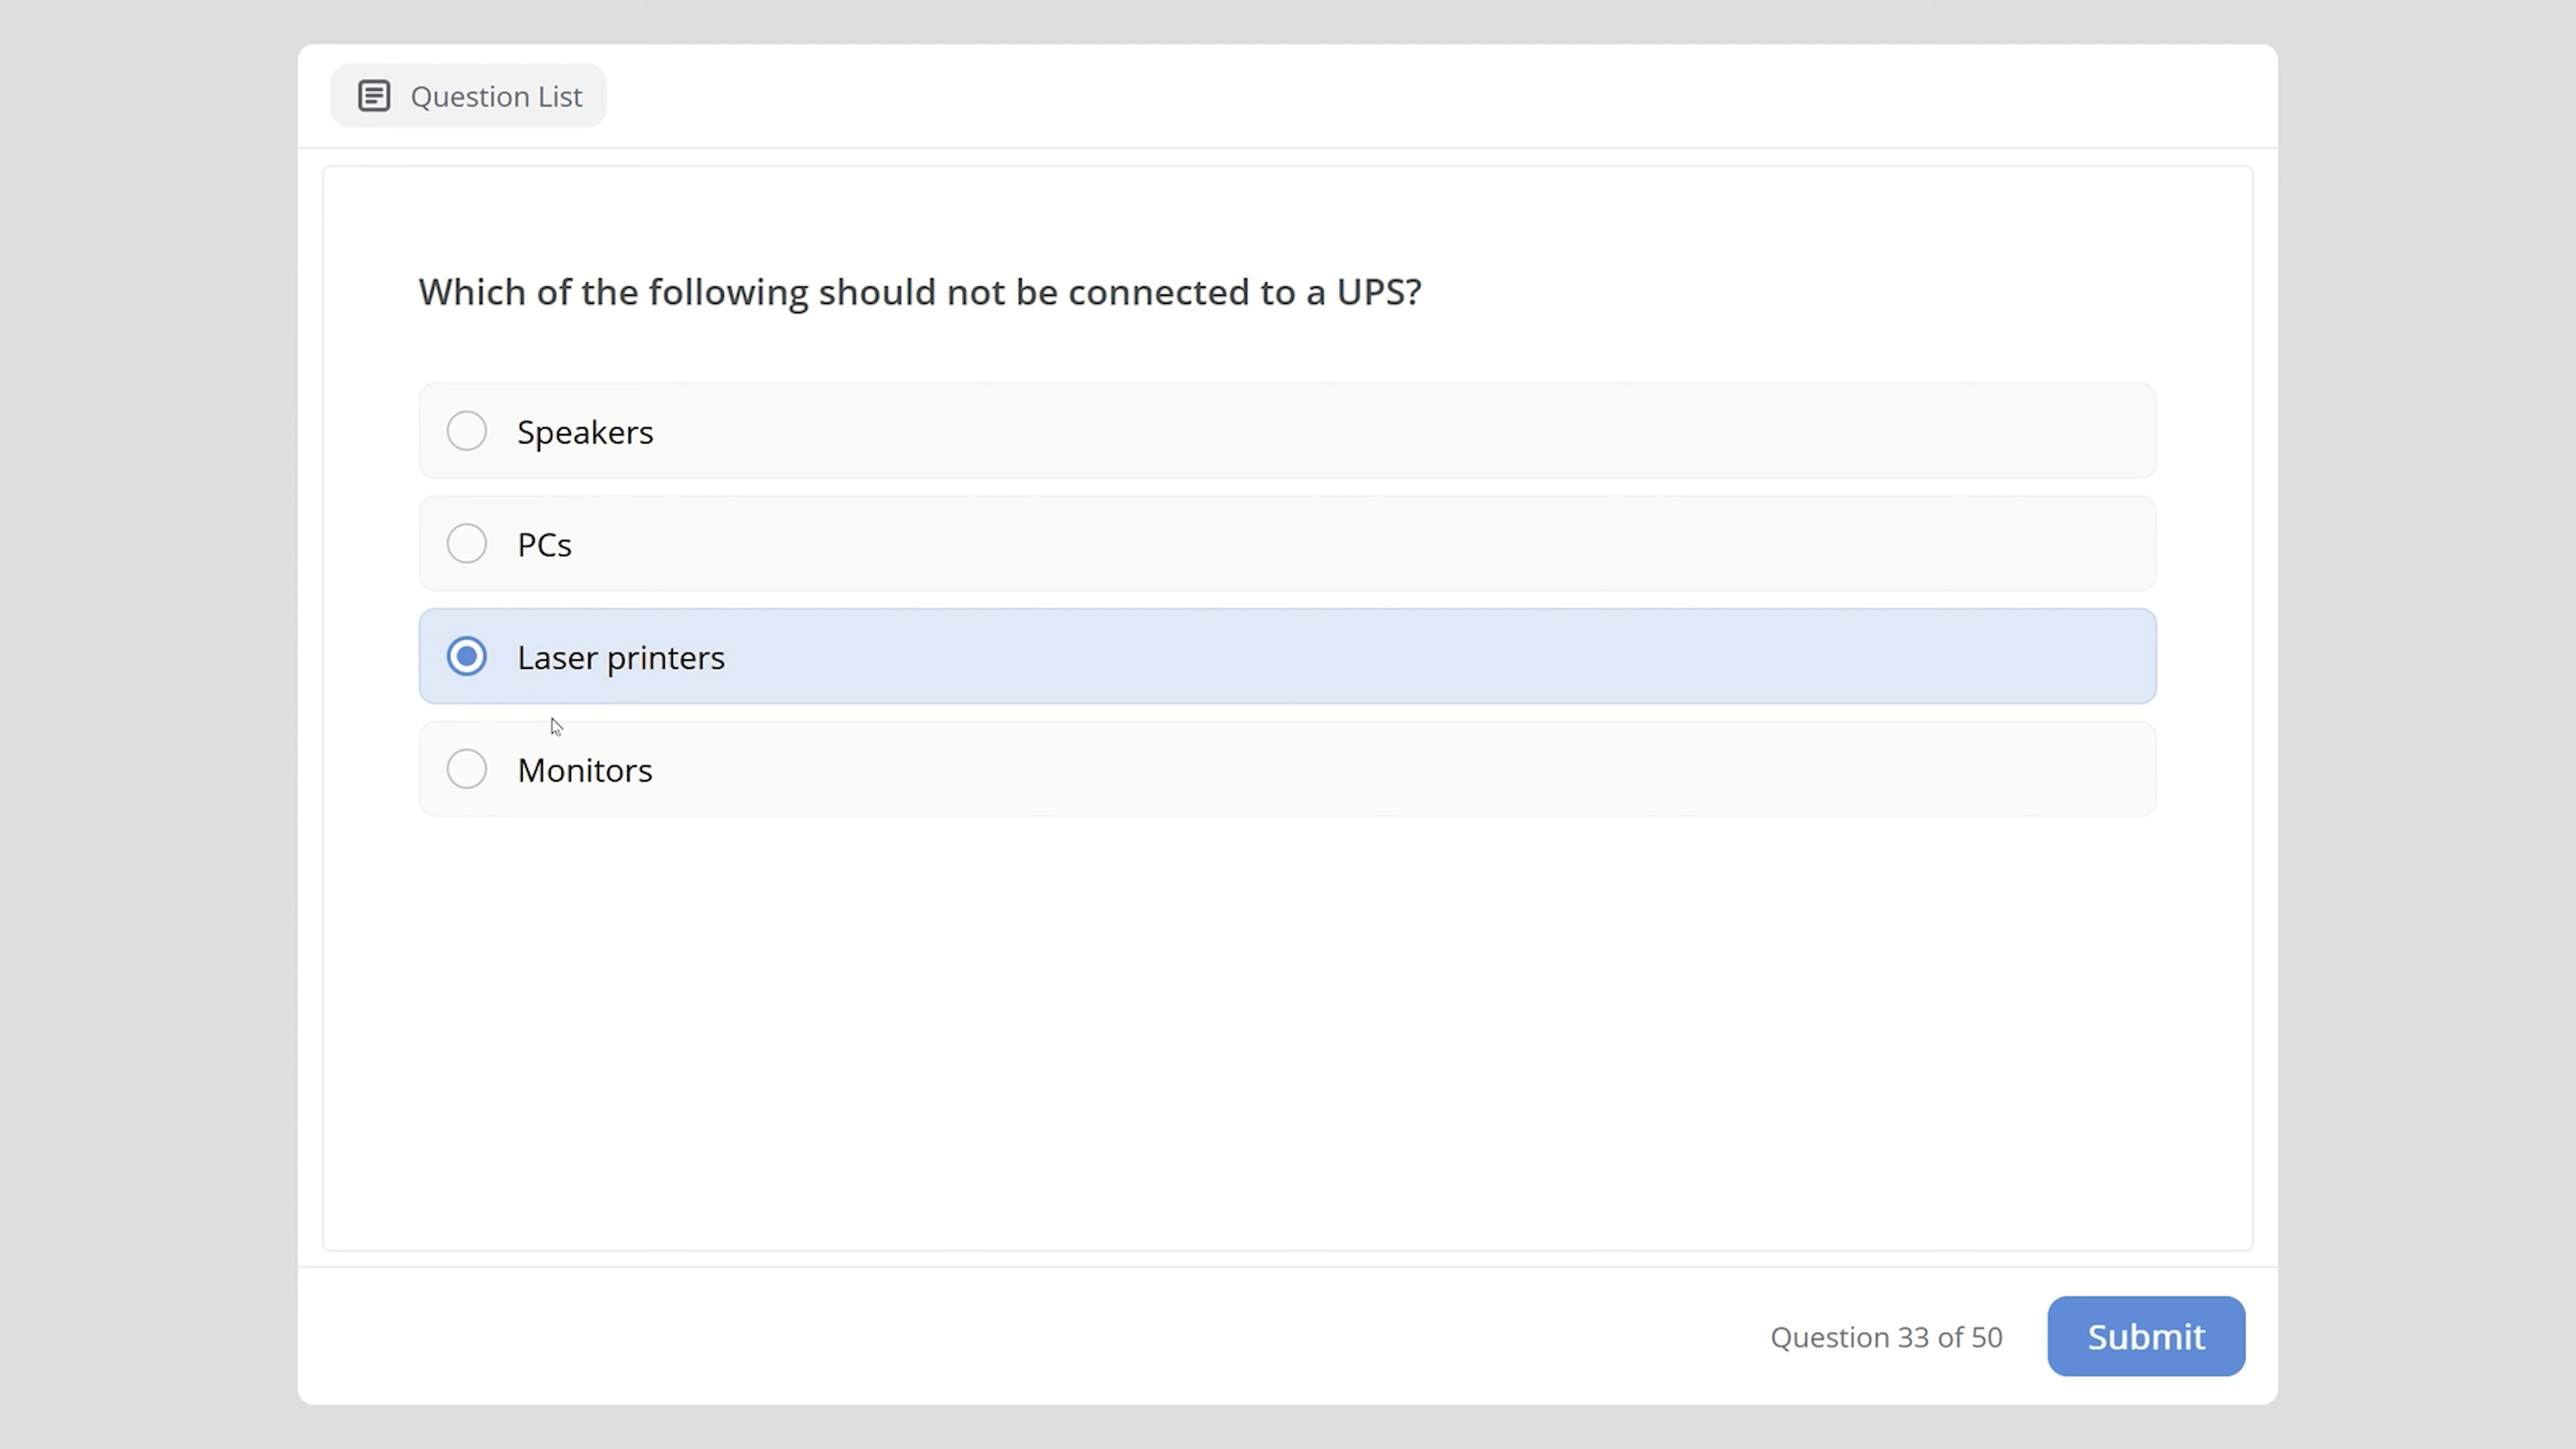 Question List
Which of the following should not be connected to a UPS?
Speakers
PCs
Laser printers
Monitors
Question 33 of 50
Submit